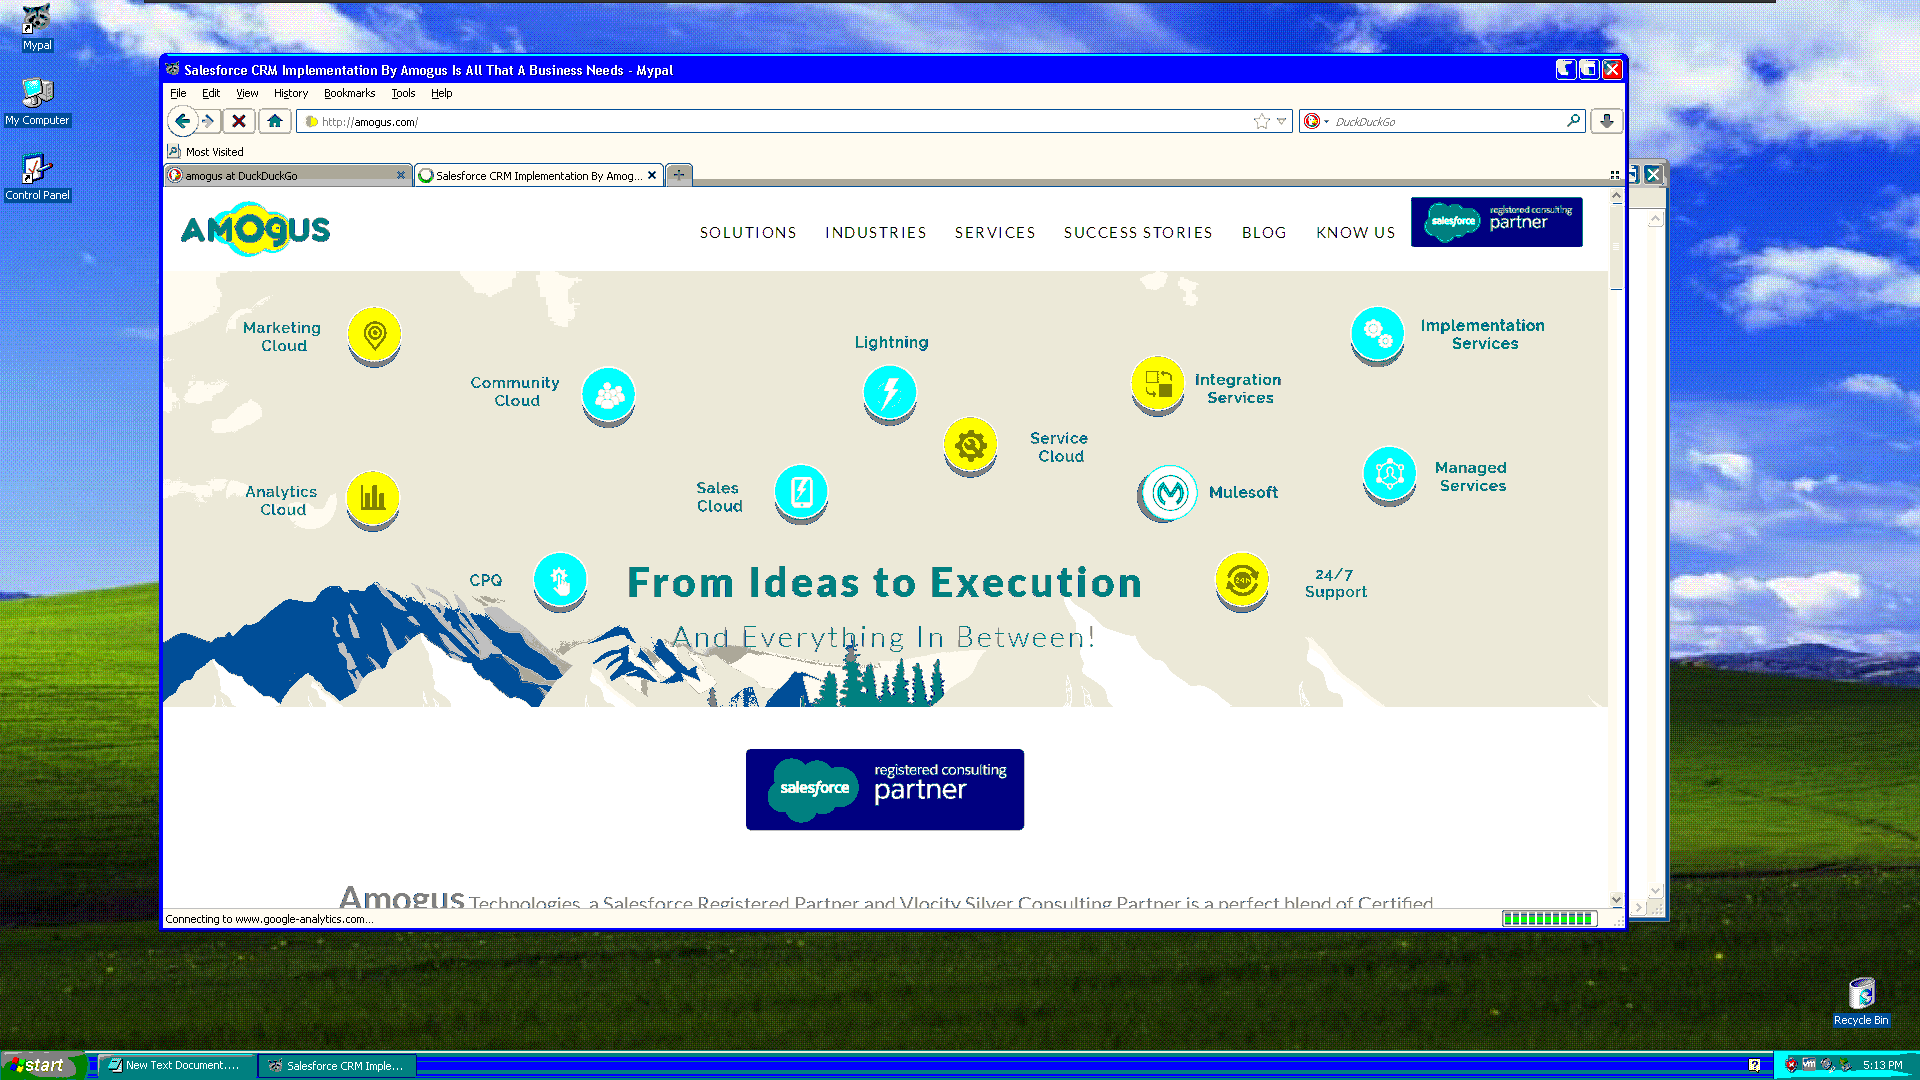 Mypal
My Computer
Control Panel
Salesforce CRM Implementation By Amogus Is All That A Business Needs - Mypal
File Edit View History Bookmarks Tools Help
http://amogus.com/
DuckDuckGo
Most Visited
amogus at DuckDuckGo
Salesforce CRM Implementation By Amog...
AMOgUS
SOLUTIONS INDUSTRIES SERVICES SUCCESS STORIES BLOG KNOW US
salesforce registered consulting
partner
Marketing
Cloud
Community
Cloud
Lightning
Integration
Services
Implementation
Services
Analytics
Cloud
Sales
Cloud
Service
Cloud
Mulesoft
Managed
Services
CPQ
24/7
Support
From Ideas to Execution
And Everything In Between!
salesforce registered consulting
partner
Amogus Technologies, a Salesforce Registered Partner and Vlocity Silver Consulting Partner is a perfect blend of Certified
Connecting to www.google-analytics.com...
Recycle Bin
start
New Text Document....
Salesforce CRM Imple...
5:13 PM